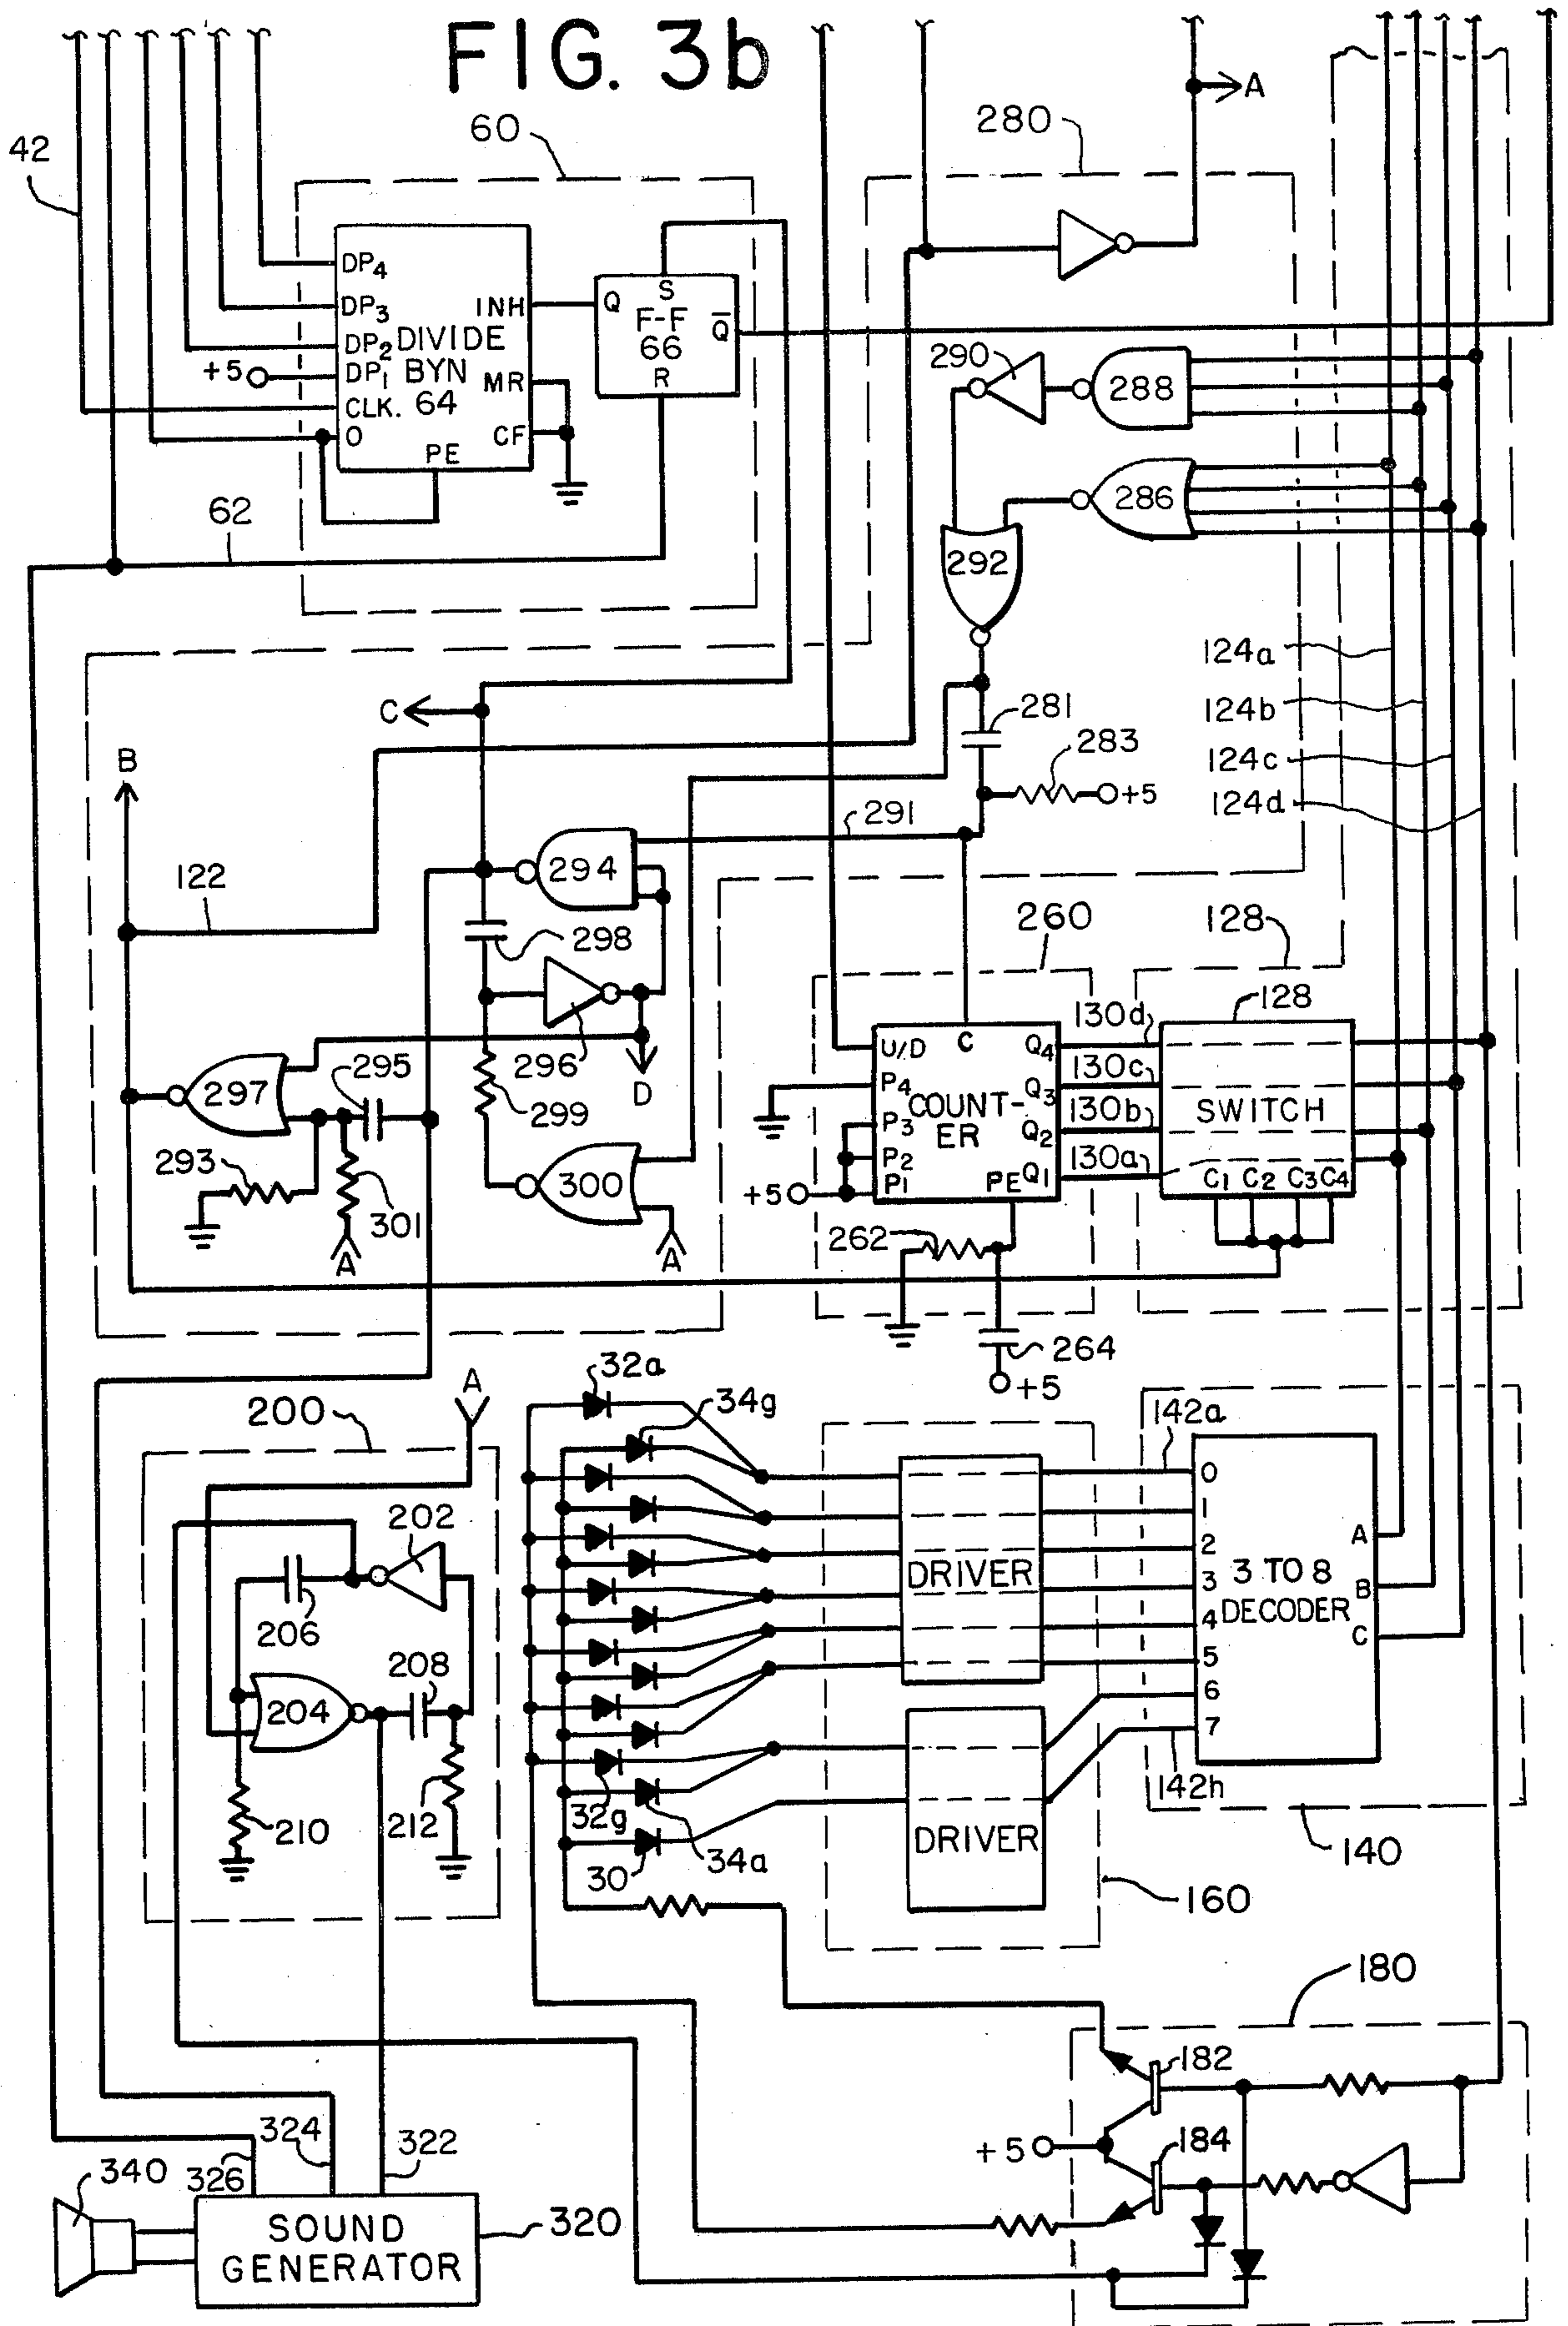 FIG. 3b
A
42
60
280
DP4
DP3
DP2
DP1
+5
CLK.
O
DIVIDE
BYN
64
INH
MR
CF
PE
Q
S
F-F
66
R
Q̅
290
288
286
292
62
124a
124b
124c
124d
C
B
281
283
+5
291
122
294
298
296
D
297
295
299
293
301
A
300
A
260
128
128
U/D
C
P4
P3
P2
P1
+5
COUNT-
ER
Q4
Q3
Q2
Q1
PE
130d
130c
130b
130a
SWITCH
C1 C2 C3 C4
262
264
+5
A
200
32a
34g
202
206
208
204
210
212
32g
34a
30
DRIVER
DRIVER
160
142a
0
1
2
3
4
5
6
7
3 TO 8
DECODER
A
B
C
142h
140
180
182
+5
184
324
322
326
340
SOUND
GENERATOR
320